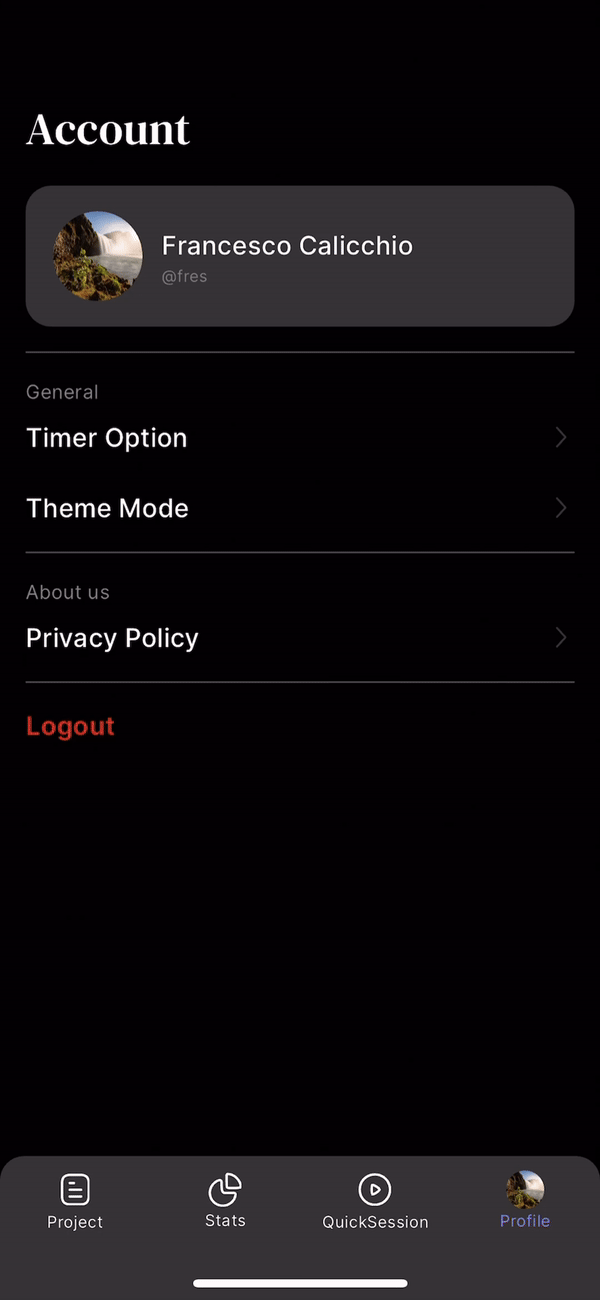 Account
Francesco Calicchio
@fres
General
Timer Option
Theme Mode
About us
Privacy Policy
Logout
Project
Stats
QuickSession
Profile